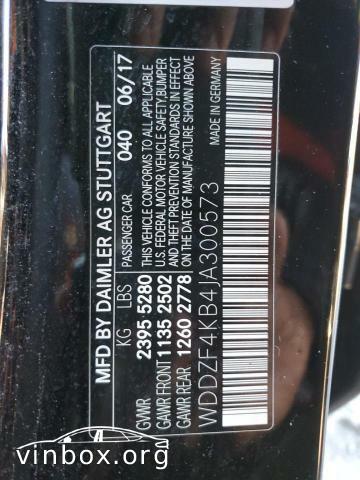 MFD BY DAIMLER AG STUTTGART
KG LBS PASSENGER CAR 040 06/17
GVWR 2395 5280 THIS VEHICLE CONFORMS TO ALL APPLICABLE
U.S. FEDERAL MOTOR VEHICLE SAFETY,BUMPER,
GAWR FRONT 1135 2502 AND THEFT PREVENTION STANDARDS IN EFFECT
GAWR REAR 1260 2778 ON THE DATE OF MANUFACTURE SHOWN ABOVE
WDDZF4KB4JA300573 MADE IN GERMANY
vinbox.org